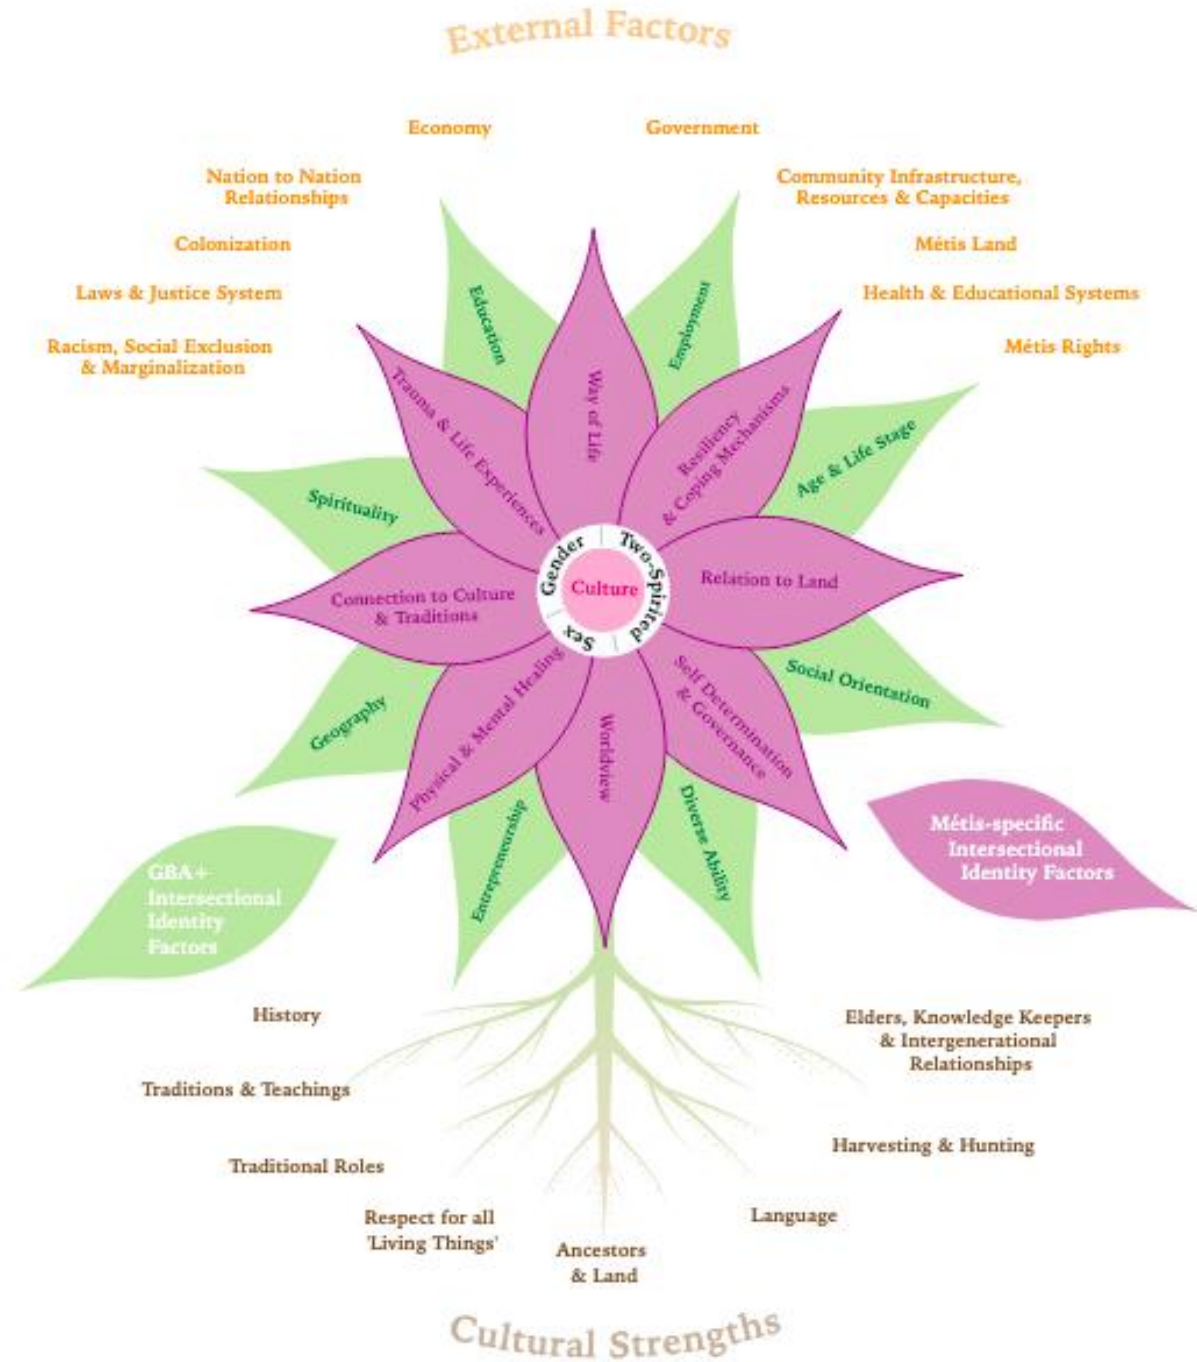 External Factors
Economy
Government
Nation to Nation
Relationships
Community Infrastructure,
Resources & Capacities
Colonization
Métis Land
Laws & Justice System
Health & Educational Systems
Racism, Social Exclusion
& Marginalization
Métis Rights
Education
Employment
Way of Life
Trauma & Life Experiences
Resiliency
& Coping Mechanisms
Age & Life Stage
Spirituality
Gender
Two-Spirited
Sex
Culture
Relation to Land
Connection to Culture
& Traditions
Social Orientation
Self Determination
& Governance
Geography
Physical & Mental Healing
Worldview
Entrepreneurship
Diverse Ability
Métis-specific
Intersectional
Identity Factors
GBA+
Intersectional
Identity
Factors
History
Elders, Knowledge Keepers
& Intergenerational
Relationships
Traditions & Teachings
Harvesting & Hunting
Traditional Roles
Respect for all
'Living Things'
Language
Ancestors
& Land
Cultural Strengths